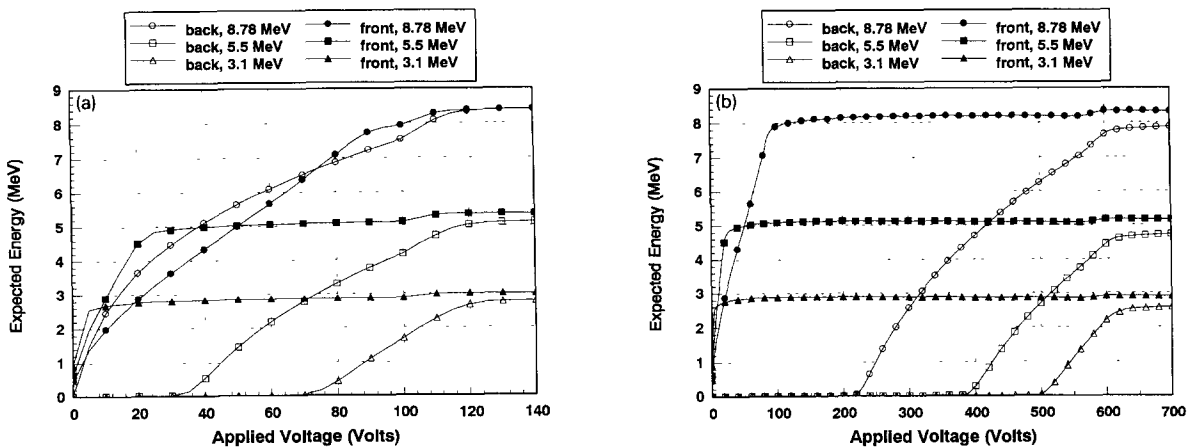 back, 8.78 MeV front, 8.78 MeV
back, 5.5 MeV front, 5.5 MeV
back, 3.1 MeV front, 3.1 MeV
(a)
Expected Energy (MeV)
9
8
7
6
5
4
3
2
1
0
0 20 40 60 80 100 120 140
Applied Voltage (Volts)
back, 8.78 MeV front, 8.78 MeV
back, 5.5 MeV front, 5.5 MeV
back, 3.1 MeV front, 3.1 MeV
(b)
Expected Energy (MeV)
9
8
7
6
5
4
3
2
1
0
0 100 200 300 400 500 600 700
Applied Voltage (Volts)